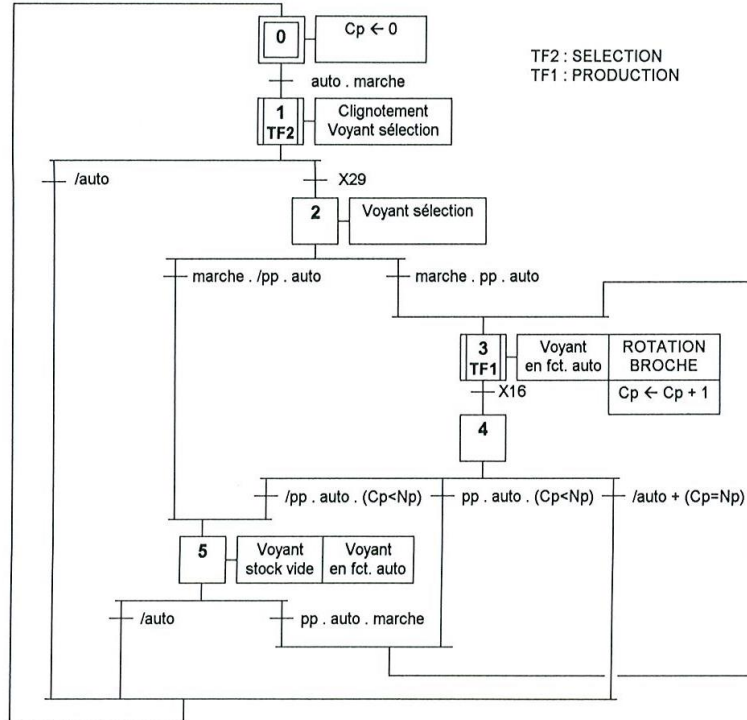 0
Cp ← 0
TF2 : SELECTION
TF1 : PRODUCTION
auto . marche
1
TF2
Clignotement
Voyant sélection
/auto
X29
2
Voyant sélection
marche . /pp . auto
marche . pp . auto
3
TF1
Voyant
en fct. auto
ROTATION
BROCHE
Cp ← Cp + 1
X16
4
/pp . auto . (Cp<Np)
pp . auto . (Cp<Np)
/auto + (Cp=Np)
5
Voyant
stock vide
Voyant
en fct. auto
/auto
pp . auto . marche